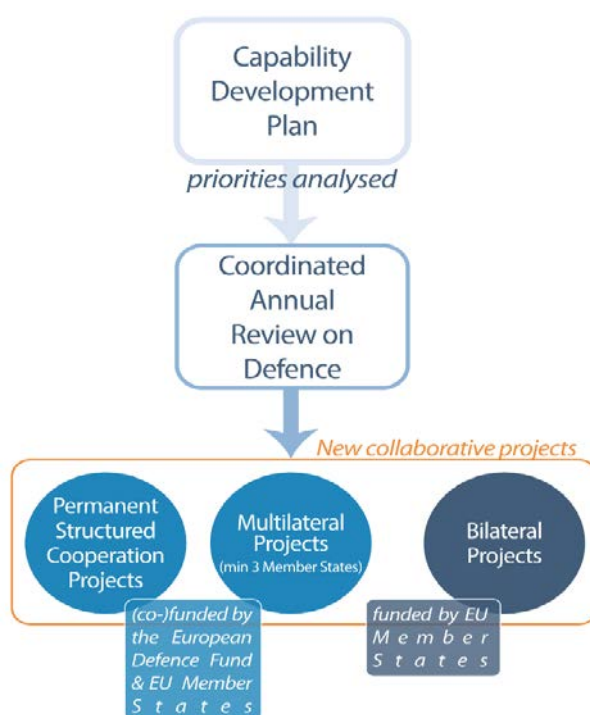 Capability
Development
Plan
priorities analysed
Coordinated
Annual
Review on
Defence
New collaborative projects
Permanent
Structured
Cooperation
Projects
Multilateral
Projects
(min 3 Member States)
Bilateral
Projects
(co-)funded by
the European
Defence Fund
& EU Member
States
funded by EU
Member
States